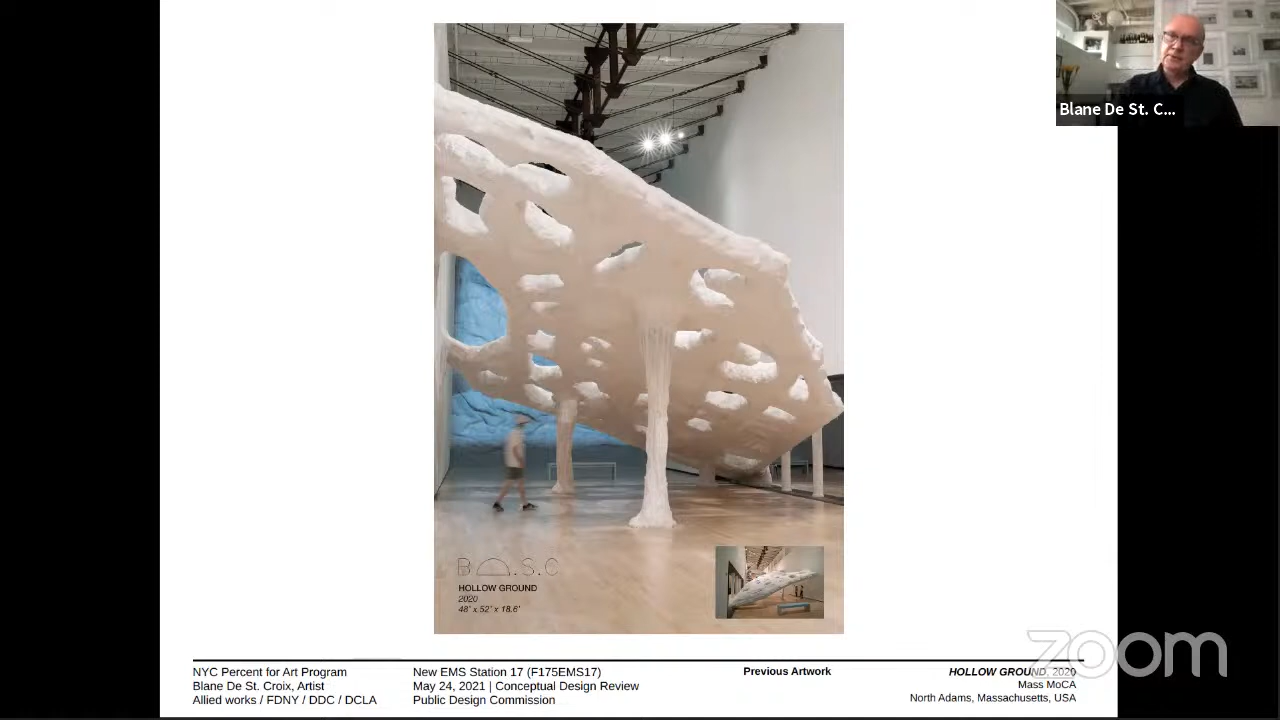 Blane De St. C...
B D.S.C
HOLLOW GROUND
2020
48' x 52' x 18.6'
NYC Percent for Art Program
Blane De St. Croix, Artist
Allied works / FDNY / DDC / DCLA
New EMS Station 17 (F175EMS17)
May 24, 2021 | Conceptual Design Review
Public Design Commission
Previous Artwork
HOLLOW GROUND, 2020
Mass MoCA
North Adams, Massachusetts, USA
zoom